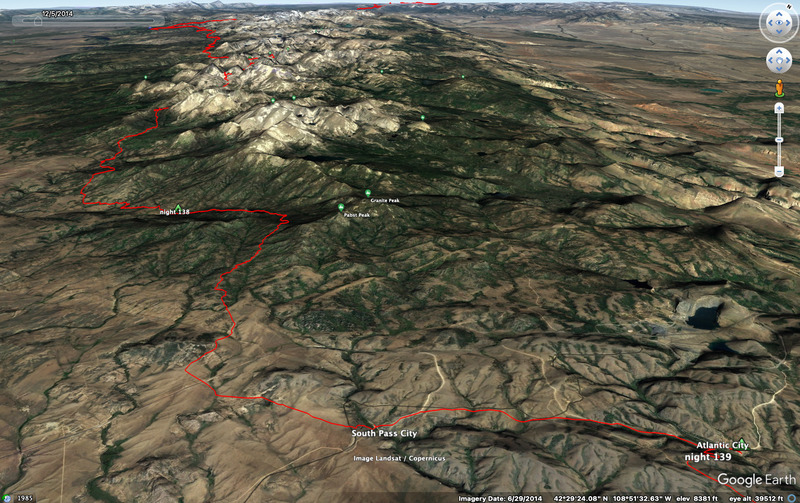 12/5/2014
N
night 138
Granite Peak
Pabst Peak
South Pass City
Atlantic City
night 139
Image Landsat / Copernicus
Google Earth
1985
Imagery Date: 6/29/2014 42°29'24.08" N 108°51'32.63" W elev 8381 ft eye alt 39512 ft